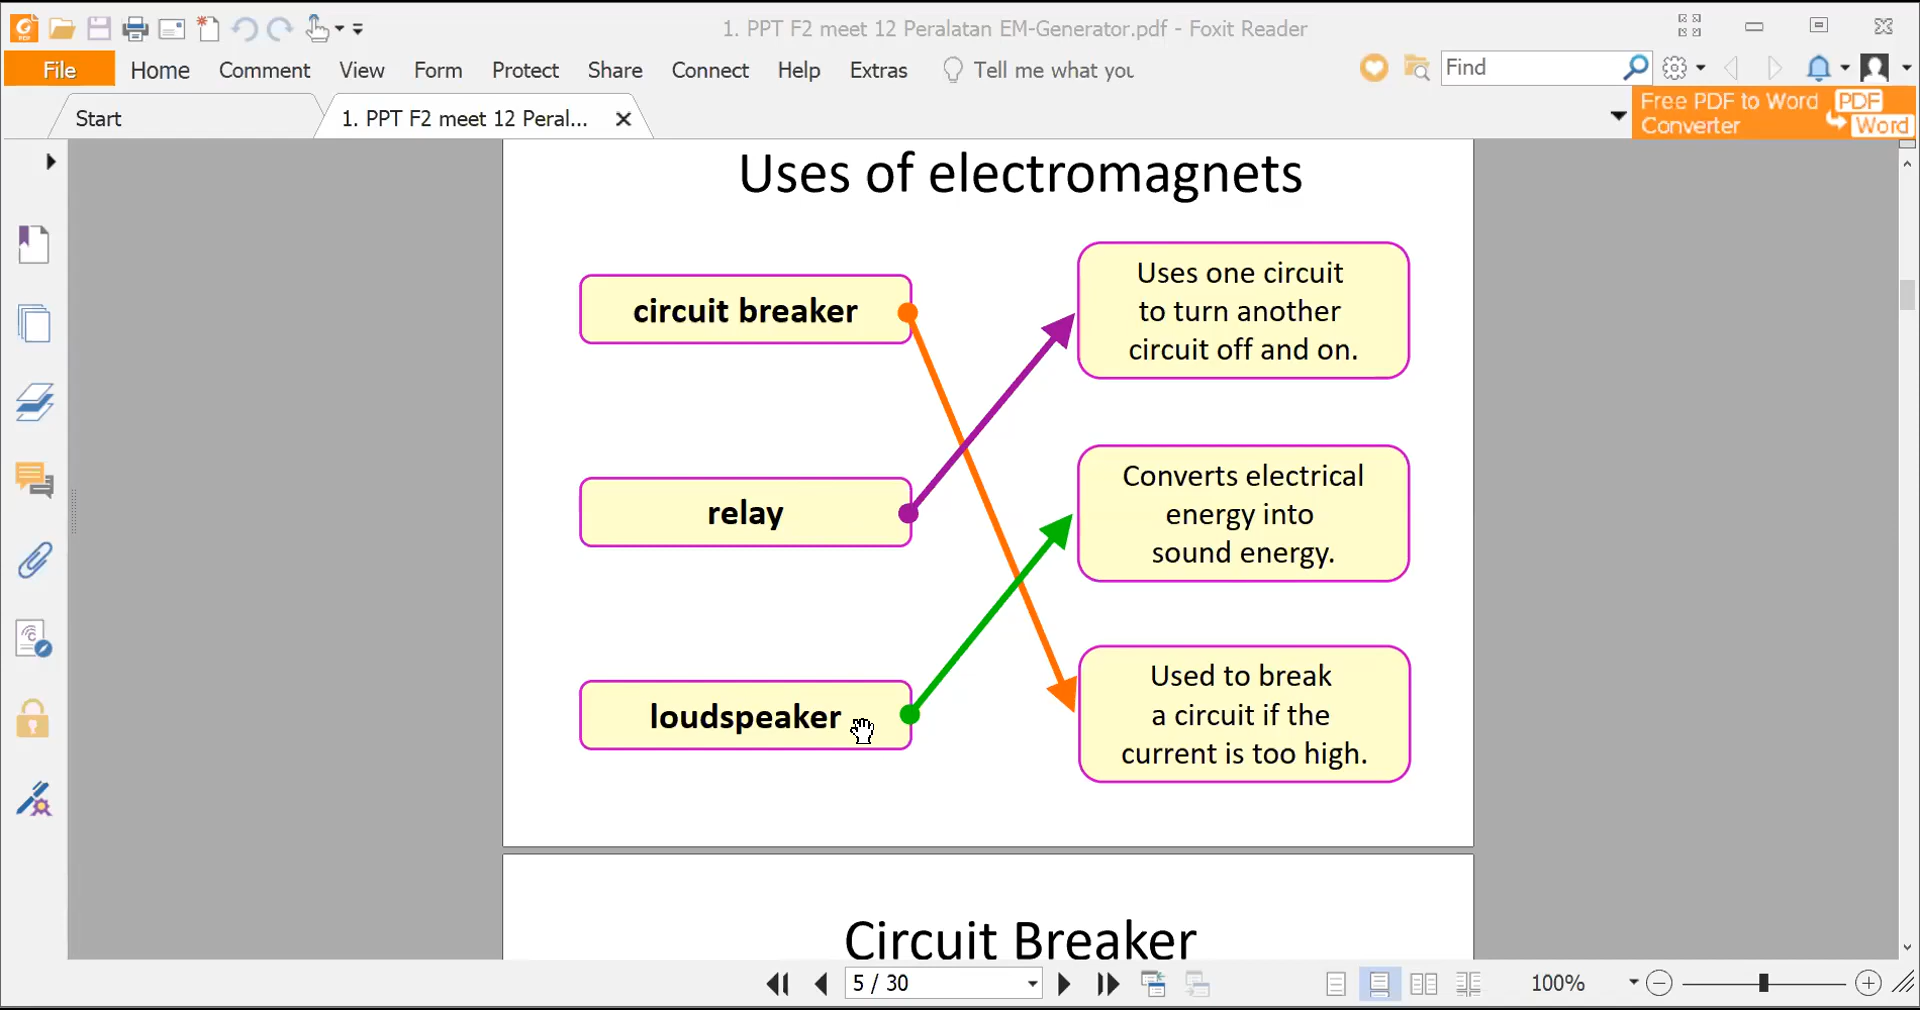 1. PPT F2 meet 12 Peralatan EM-Generator.pdf - Foxit Reader
File Home Comment View Form Protect Share Connect Help Extras Tell me what you
Find
Start
1. PPT F2 meet 12 Peral...
Free PDF to Word
Converter
PDF
Word
Uses of electromagnets
circuit breaker
Uses one circuit
to turn another
circuit off and on.
relay
Converts electrical
energy into
sound energy.
loudspeaker
Used to break
a circuit if the
current is too high.
Circuit Breaker
5 / 30
100%